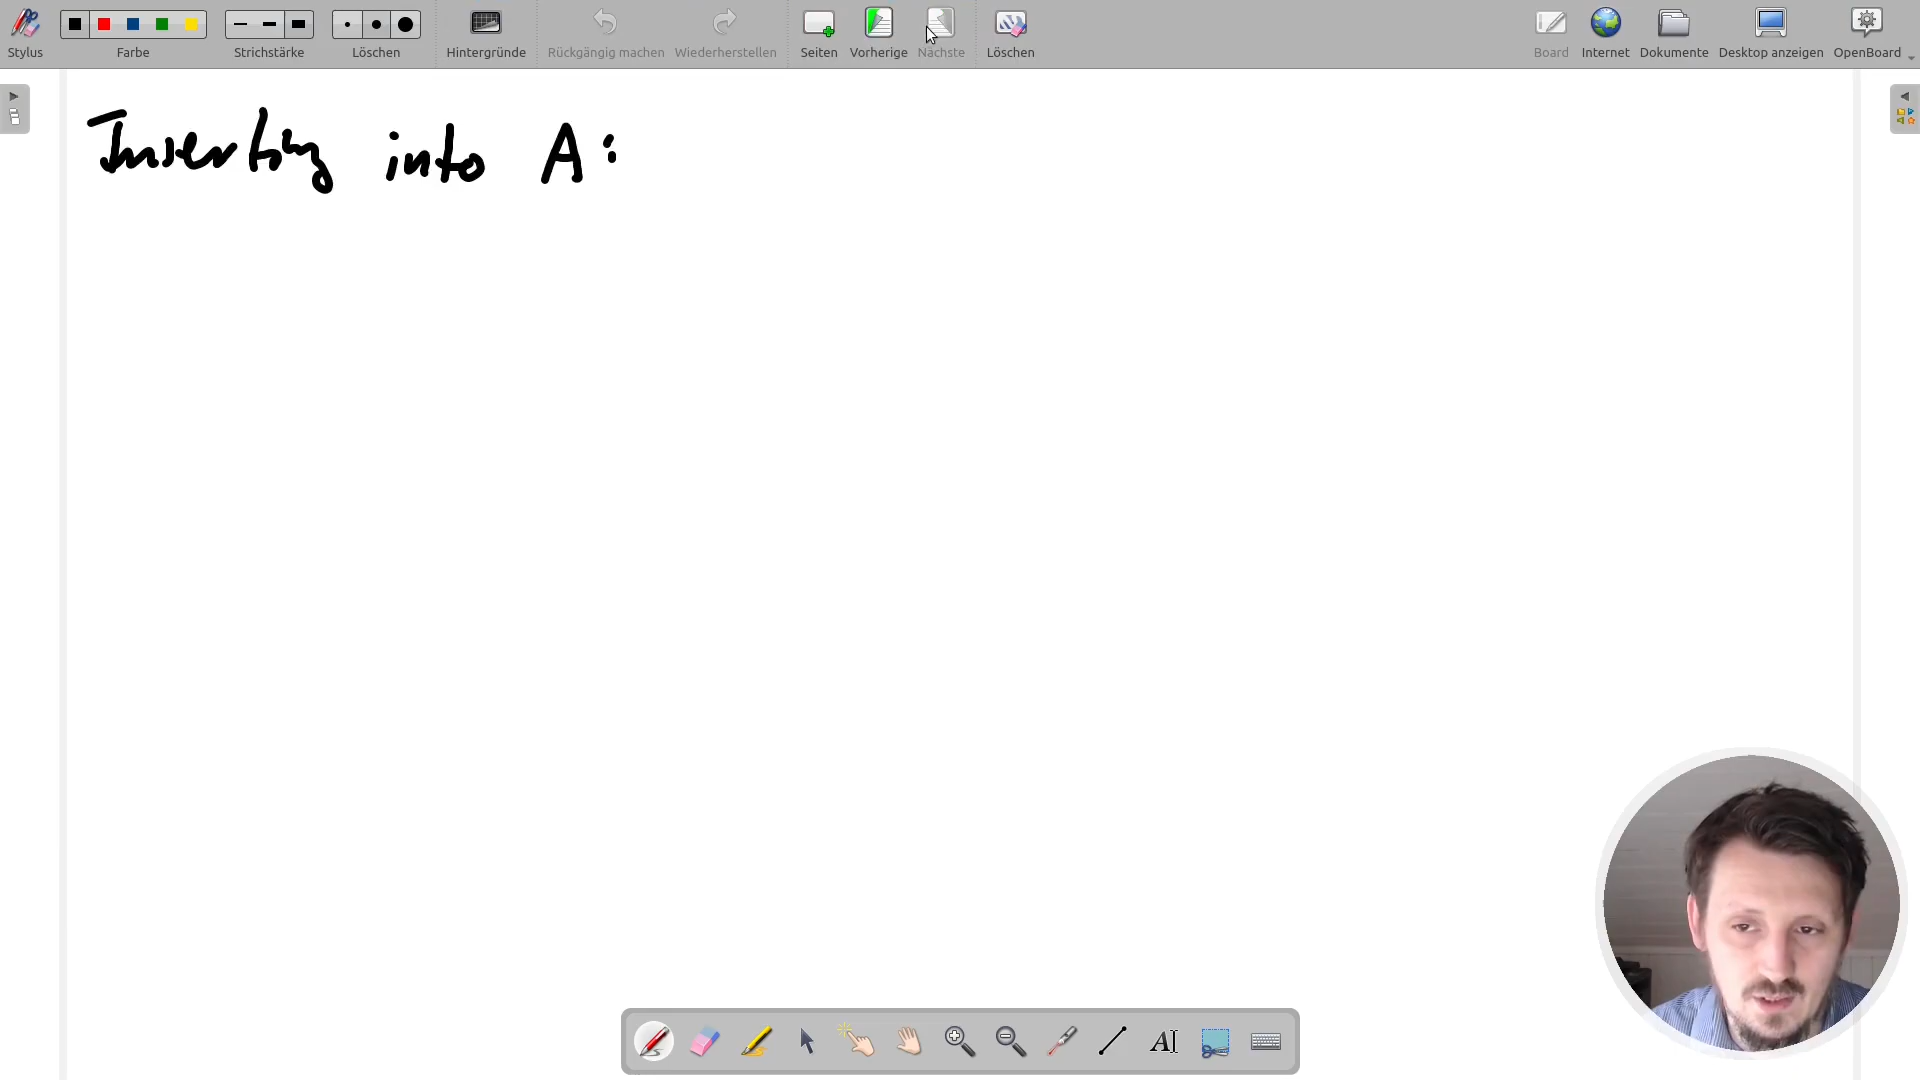 Stylus Farbe Strichstärke Löschen Hintergründe Rückgängig machen Wiederherstellen Seiten Vorherige Nächste Löschen Board Internet Dokumente Desktop anzeigen OpenBoard
Inserting into A:
AI